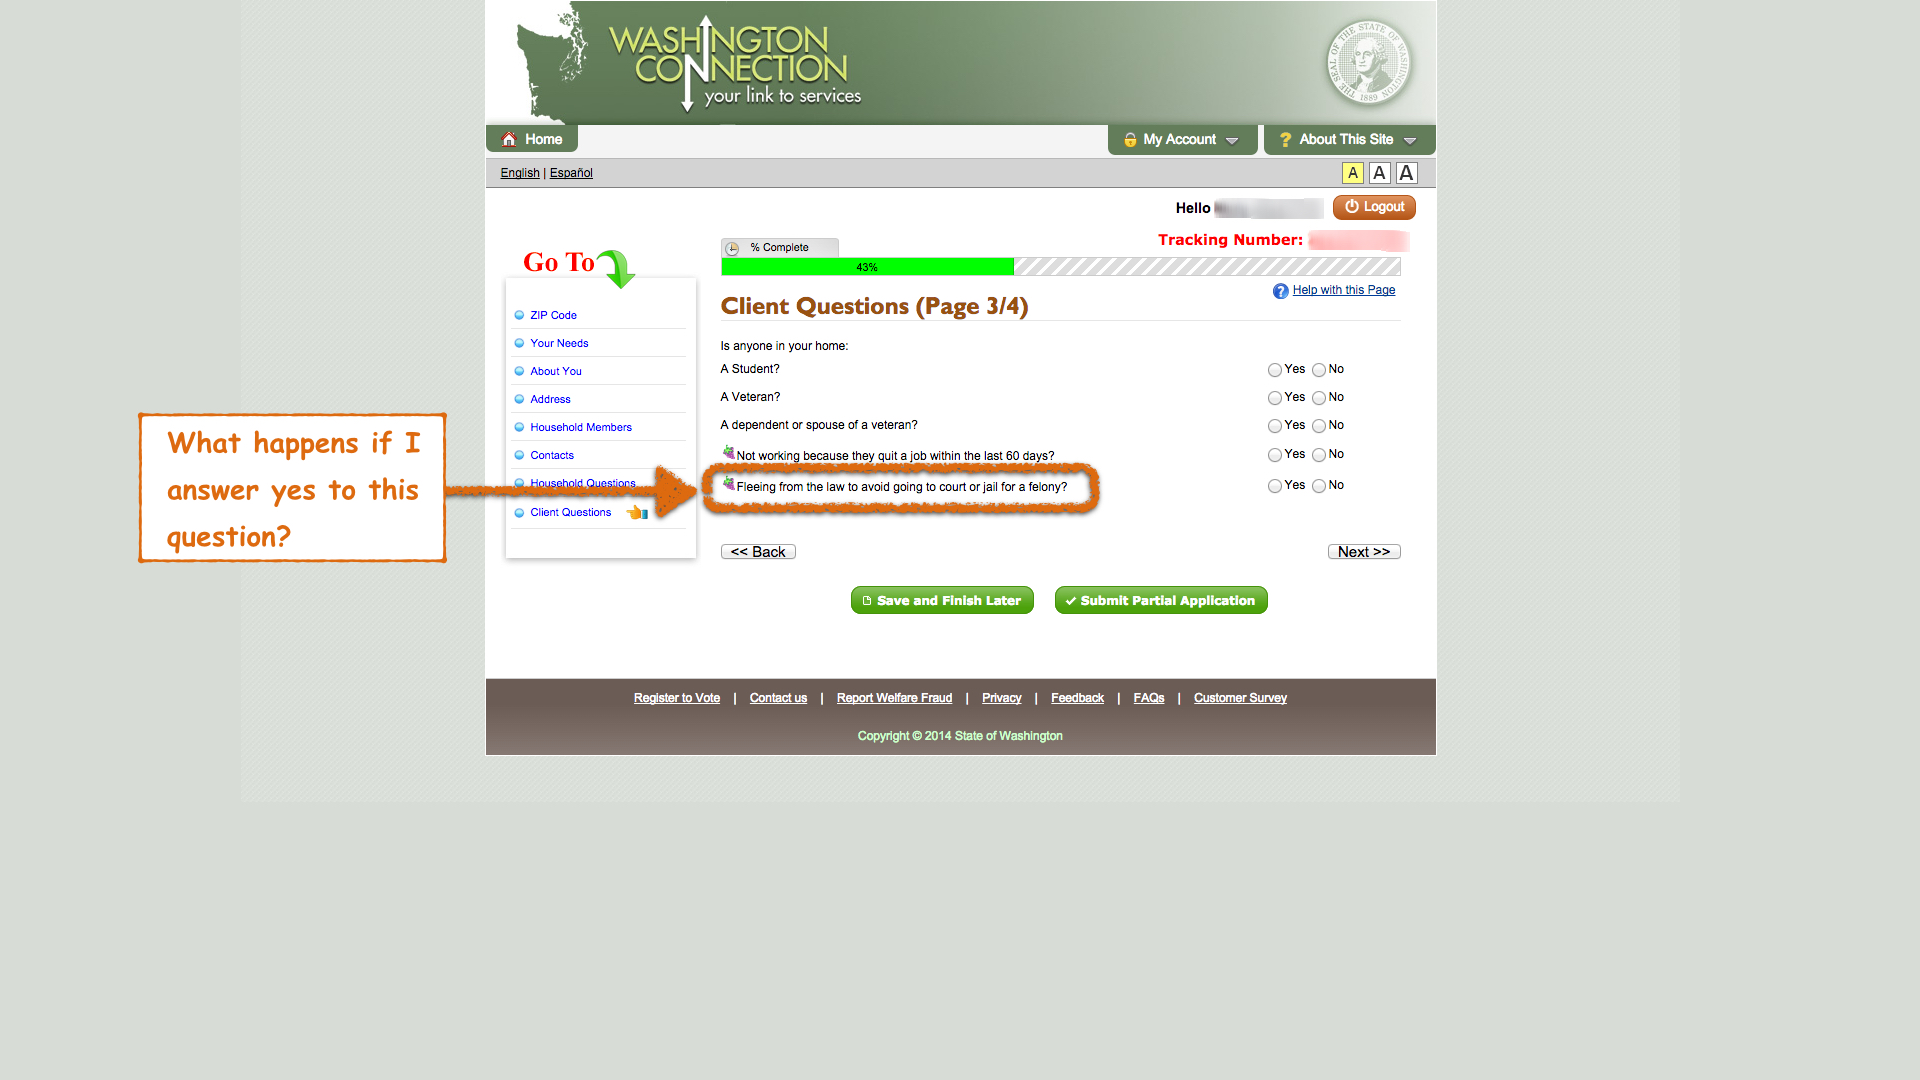 WASHINGTON
CONNECTION
your link to services
THE SEAL OF THE STATE OF WASHINGTON
1889
Home
My Account
? About This Site
English | Español
A A A
Hello
Logout
Tracking Number:
Go To
% Complete
43%
? Help with this Page
Client Questions (Page 3/4)
ZIP Code
Your Needs
About You
Address
Household Members
Contacts
Household Questions
Client Questions
What happens if I
answer yes to this
question?
Is anyone in your home:
A Student? Yes No
A Veteran? Yes No
A dependent or spouse of a veteran? Yes No
Not working because they quit a job within the last 60 days? Yes No
Fleeing from the law to avoid going to court or jail for a felony? Yes No
<< Back Next >>
Save and Finish Later Submit Partial Application
Register to Vote | Contact us | Report Welfare Fraud | Privacy | Feedback | FAQs | Customer Survey
Copyright © 2014 State of Washington